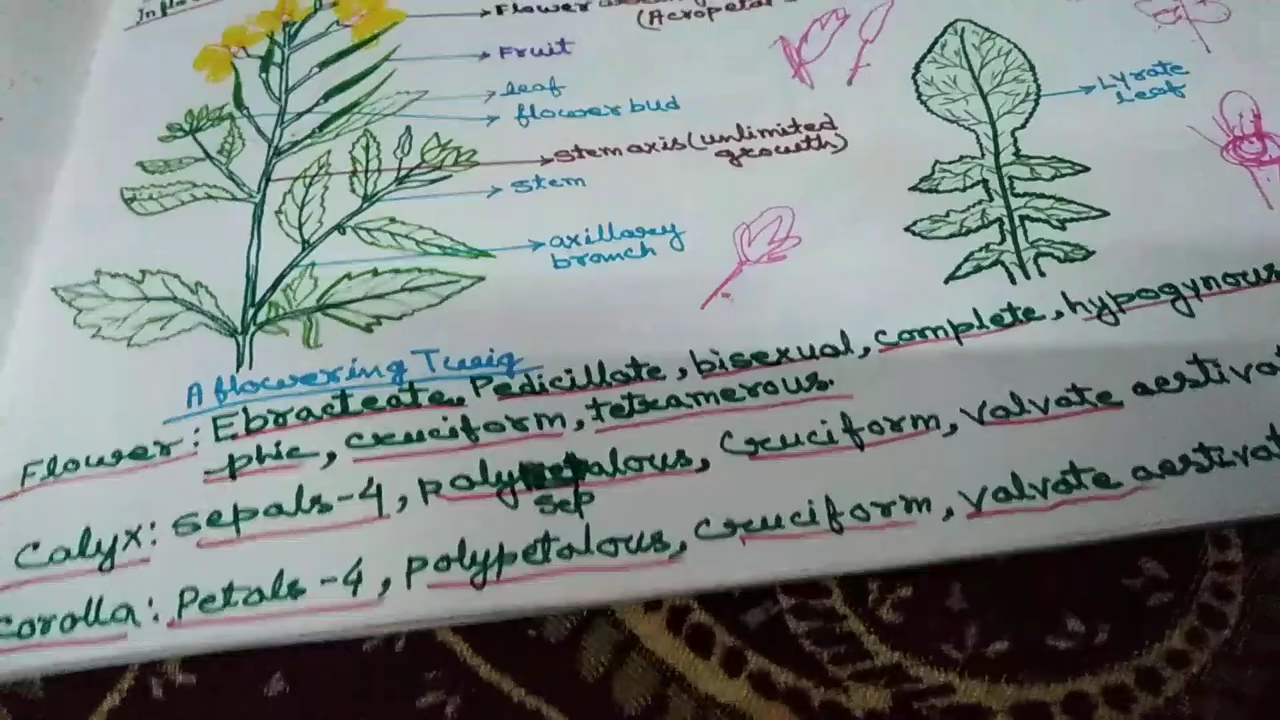 Flower
(Acropetal
Fruit
leaf
flower bud
stem axis (unlimited
growth)
stem
axillary
branch
Lyrate
leaf
A flowering Twig
Flower: Ebracteate, Pedicillate, bisexual, complete, hypogynous
phic, cruciform, tetramerous.
Calyx: sepals-4, polysepalous, cruciform, valvate aestivat
Corolla: Petals-4, polypetalous, cruciform, valvate aestivat